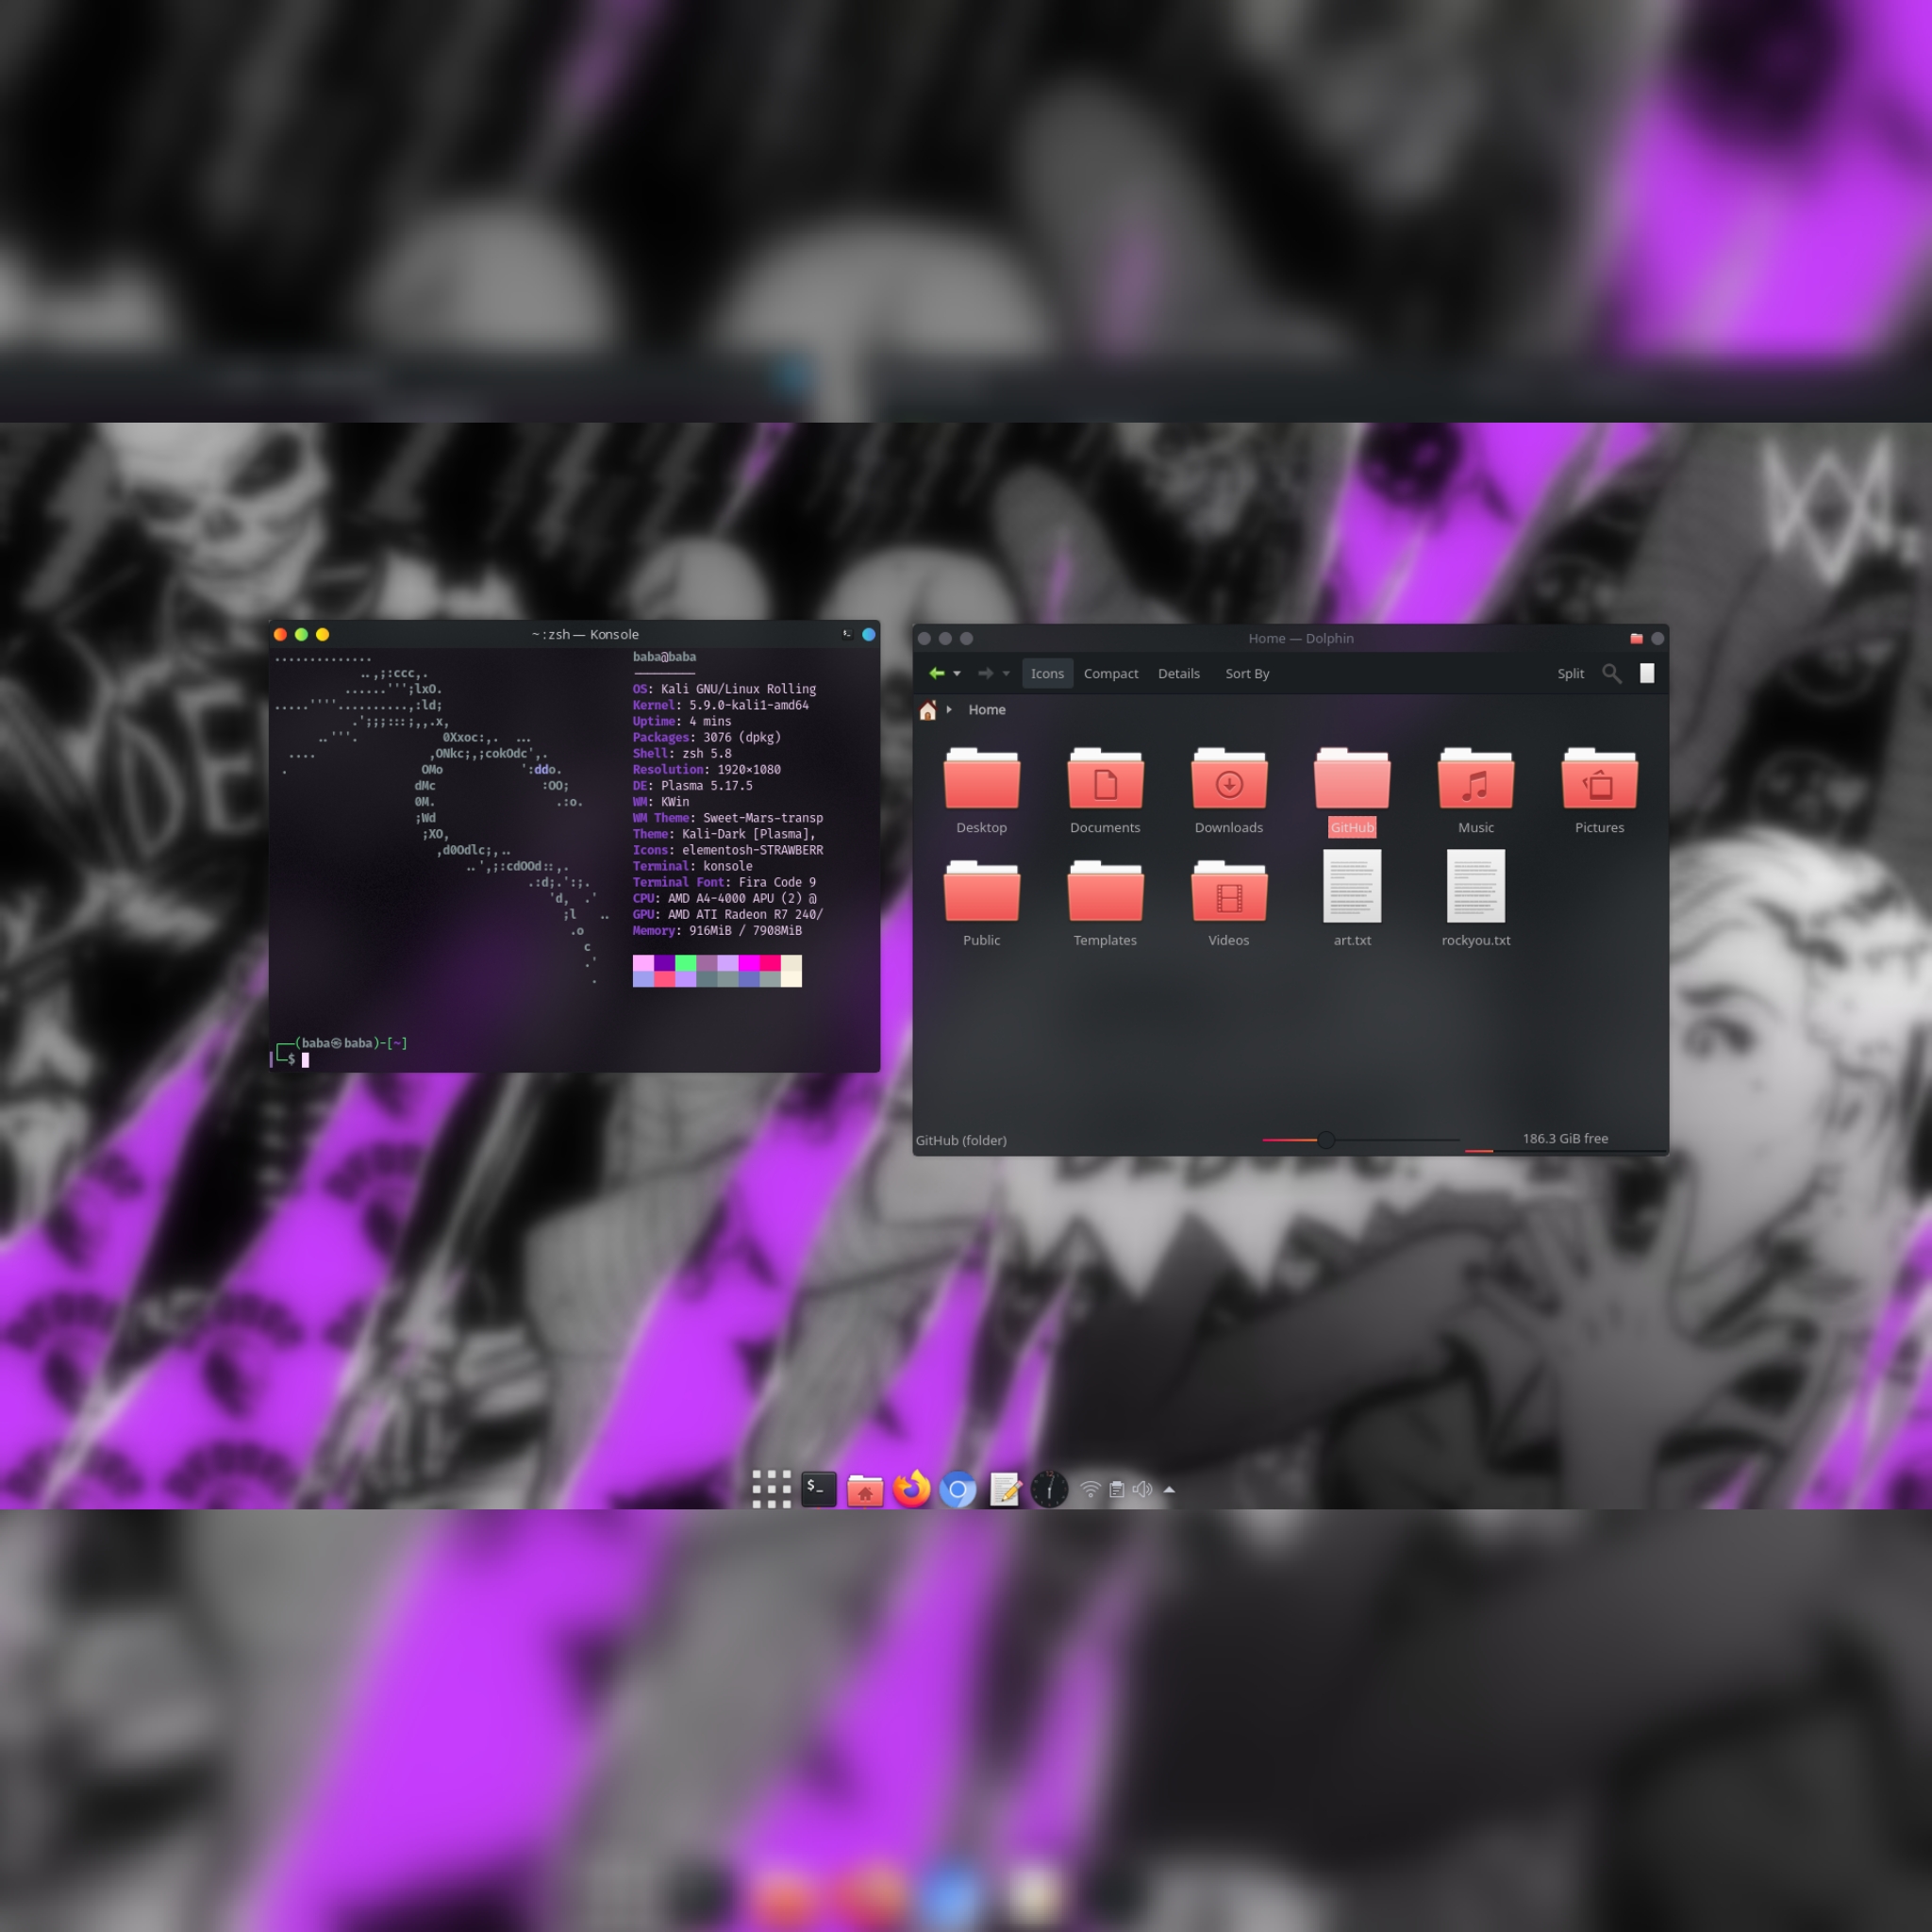 ~ : zsh — Konsole
..............
            ..,;:ccc,.
          ......''';lxO.
.....''''..........,:ld;
           .';;;:::;,,.x,
      ..'''.            0Xxoc:,.  ...
  ....                ,ONkc;,;cokOdc',.
 .                   OMo           ':ddo.
                    dMc               :OO;
                    0M.                 .:o.
                    ;Wd
                     ;XO,
                       ,d0Odlc;,..
                           ..',;:cdOOd::,.
                                    .:d;.':;.
                                       'd,  .'
                                         ;l   ..
                                          .o
                                            c
                                            .'
                                             .
baba@baba
---------
OS: Kali GNU/Linux Rolling
Kernel: 5.9.0-kali1-amd64
Uptime: 4 mins
Packages: 3076 (dpkg)
Shell: zsh 5.8
Resolution: 1920×1080
DE: Plasma 5.17.5
WM: KWin
WM Theme: Sweet-Mars-transp
Theme: Kali-Dark [Plasma],
Icons: elementosh-STRAWBERR
Terminal: konsole
Terminal Font: Fira Code 9
CPU: AMD A4-4000 APU (2) @
GPU: AMD ATI Radeon R7 240/
Memory: 916MiB / 7908MiB
┌──(baba㉿baba)-[~]
└─$
Home — Dolphin
Icons Compact Details Sort By Split
Home
Desktop Documents Downloads GitHub Music Pictures
Public Templates Videos art.txt rockyou.txt
GitHub (folder) 186.3 GiB free
$_